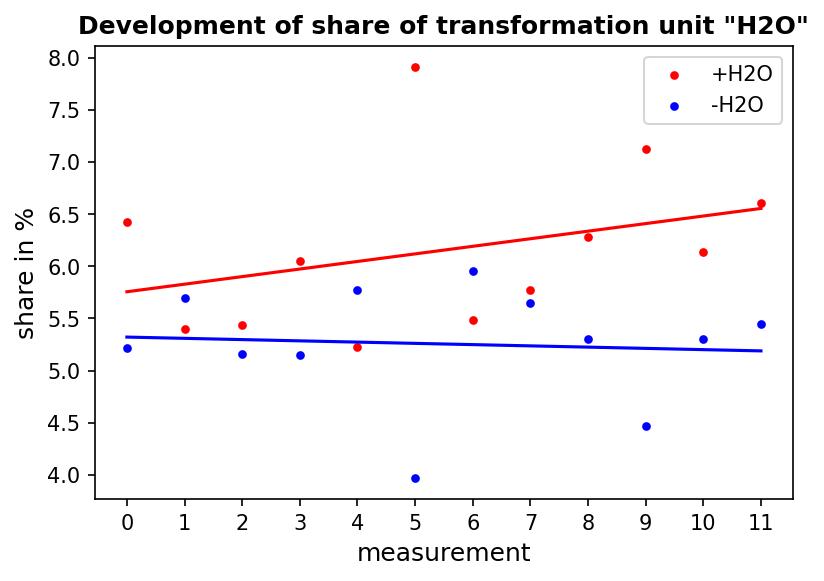 Development of share of transformation unit "H2O"
+H2O
-H2O
8.0
7.5
7.0
6.5
6.0
5.5
5.0
4.5
4.0
share in %
0 1 2 3 4 5 6 7 8 9 10 11
measurement